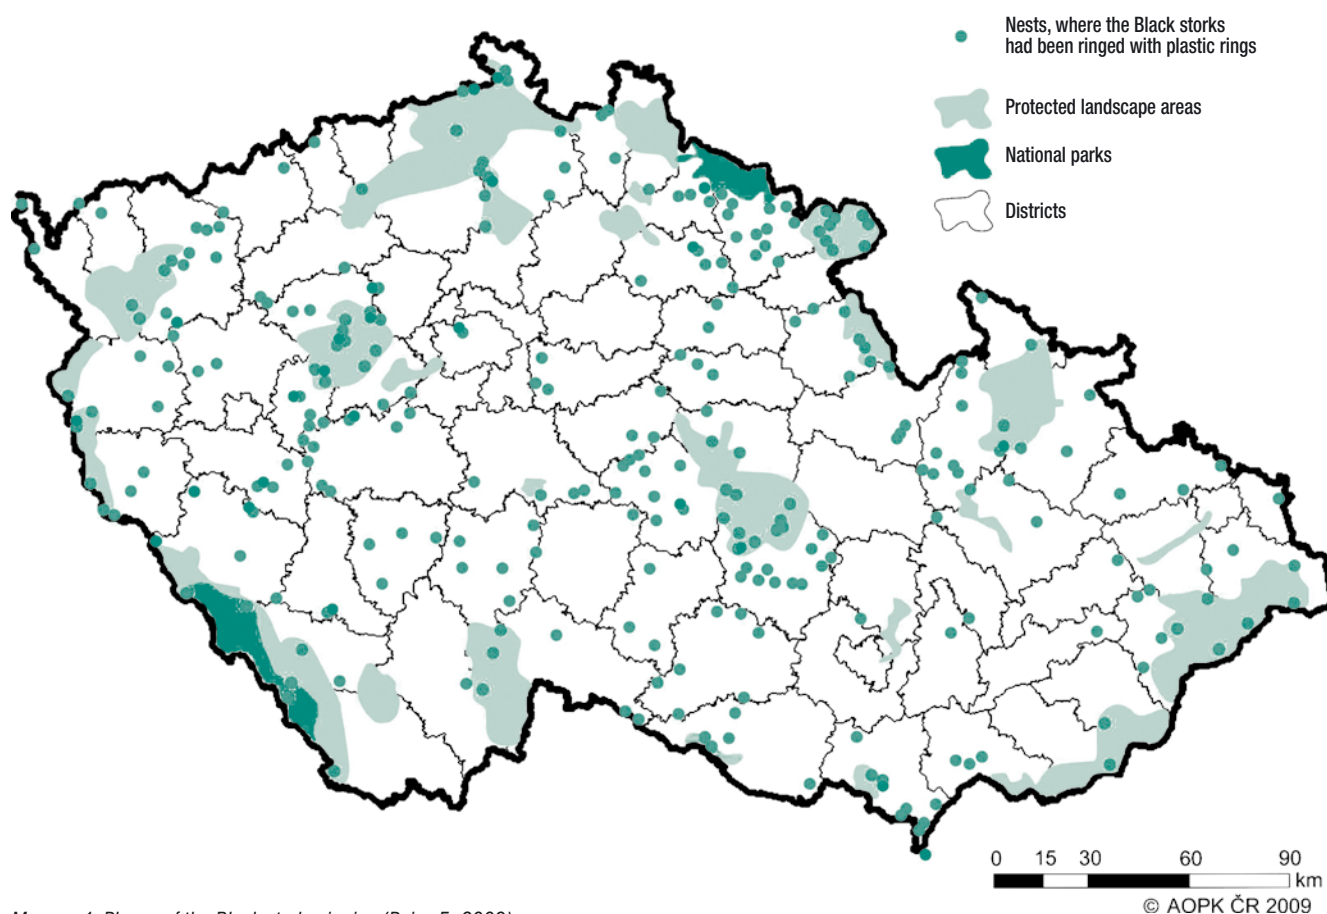 Nests, where the Black storks
had been ringed with plastic rings
Protected landscape areas
National parks
Districts
0 15 30 60 90
km
© AOPK ČR 2009